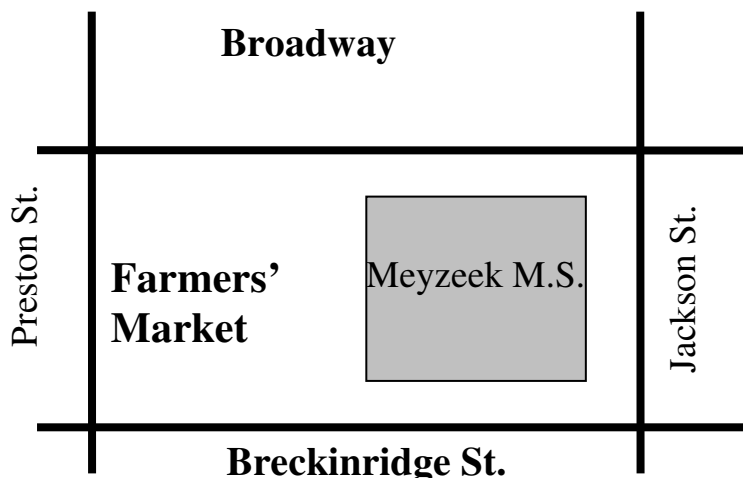 Broadway
Preston St.
Farmers’
Market
Meyzeek M.S.
Jackson St.
Breckinridge St.